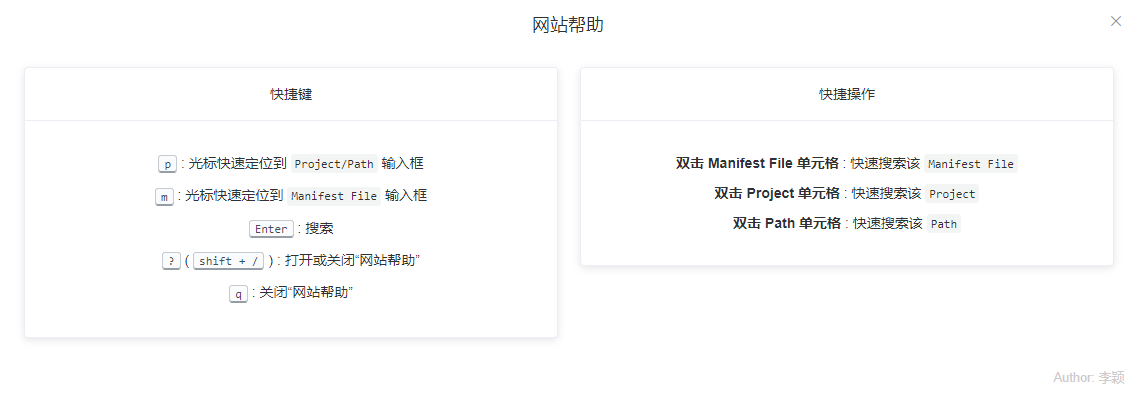 网站帮助
快捷键
p : 光标快速定位到 Project/Path 输入框
m : 光标快速定位到 Manifest File 输入框
Enter : 搜索
? ( shift + / ) : 打开或关闭“网站帮助”
q : 关闭“网站帮助”
快捷操作
双击 Manifest File 单元格 : 快速搜索该 Manifest File
双击 Project 单元格 : 快速搜索该 Project
双击 Path 单元格 : 快速搜索该 Path
Author: 李颖